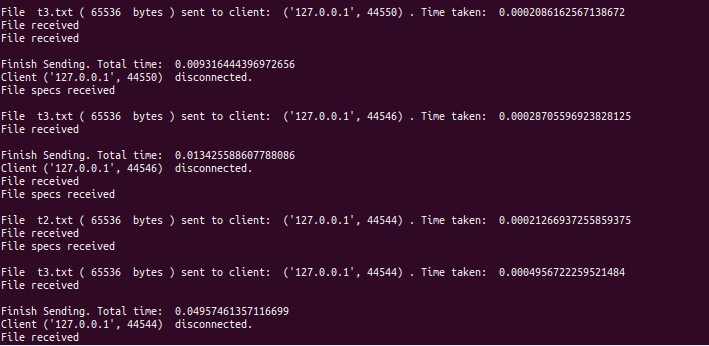 File  t3.txt ( 65536  bytes ) sent to client:  ('127.0.0.1', 44550) . Time taken:  0.0002086162567138672
File received
File received
Finish Sending. Total time:  0.009316444396972656
Client ('127.0.0.1', 44550)  disconnected.
File specs received
File  t3.txt ( 65536  bytes ) sent to client:  ('127.0.0.1', 44546) . Time taken:  0.00028705596923828125
File received
Finish Sending. Total time:  0.013425588607788086
Client ('127.0.0.1', 44546)  disconnected.
File received
File specs received
File  t2.txt ( 65536  bytes ) sent to client:  ('127.0.0.1', 44544) . Time taken:  0.00021266937255859375
File received
File specs received
File  t3.txt ( 65536  bytes ) sent to client:  ('127.0.0.1', 44544) . Time taken:  0.0004956722259521484
File received
Finish Sending. Total time:  0.04957461357116699
Client ('127.0.0.1', 44544)  disconnected.
File received